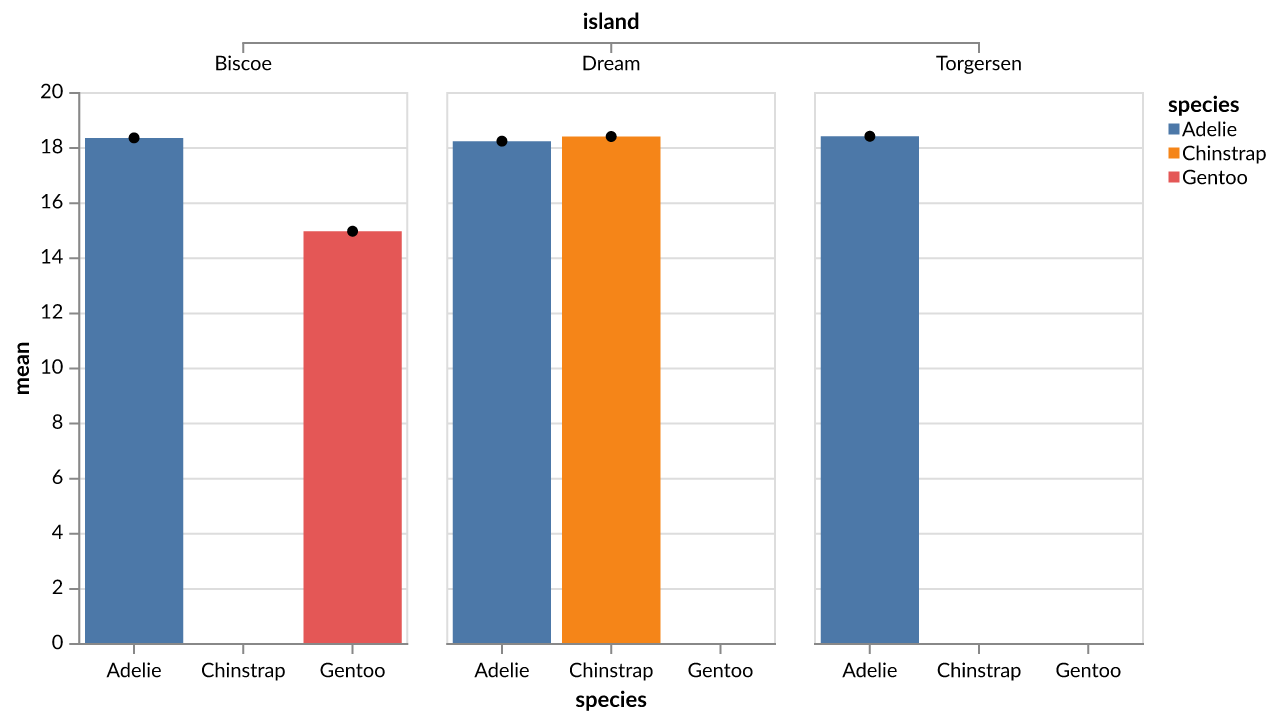 island
Biscoe Dream Torgersen
species
Adelie
Chinstrap
Gentoo
mean
20
18
16
14
12
10
8
6
4
2
0
Adelie Chinstrap Gentoo Adelie Chinstrap Gentoo Adelie Chinstrap Gentoo
species